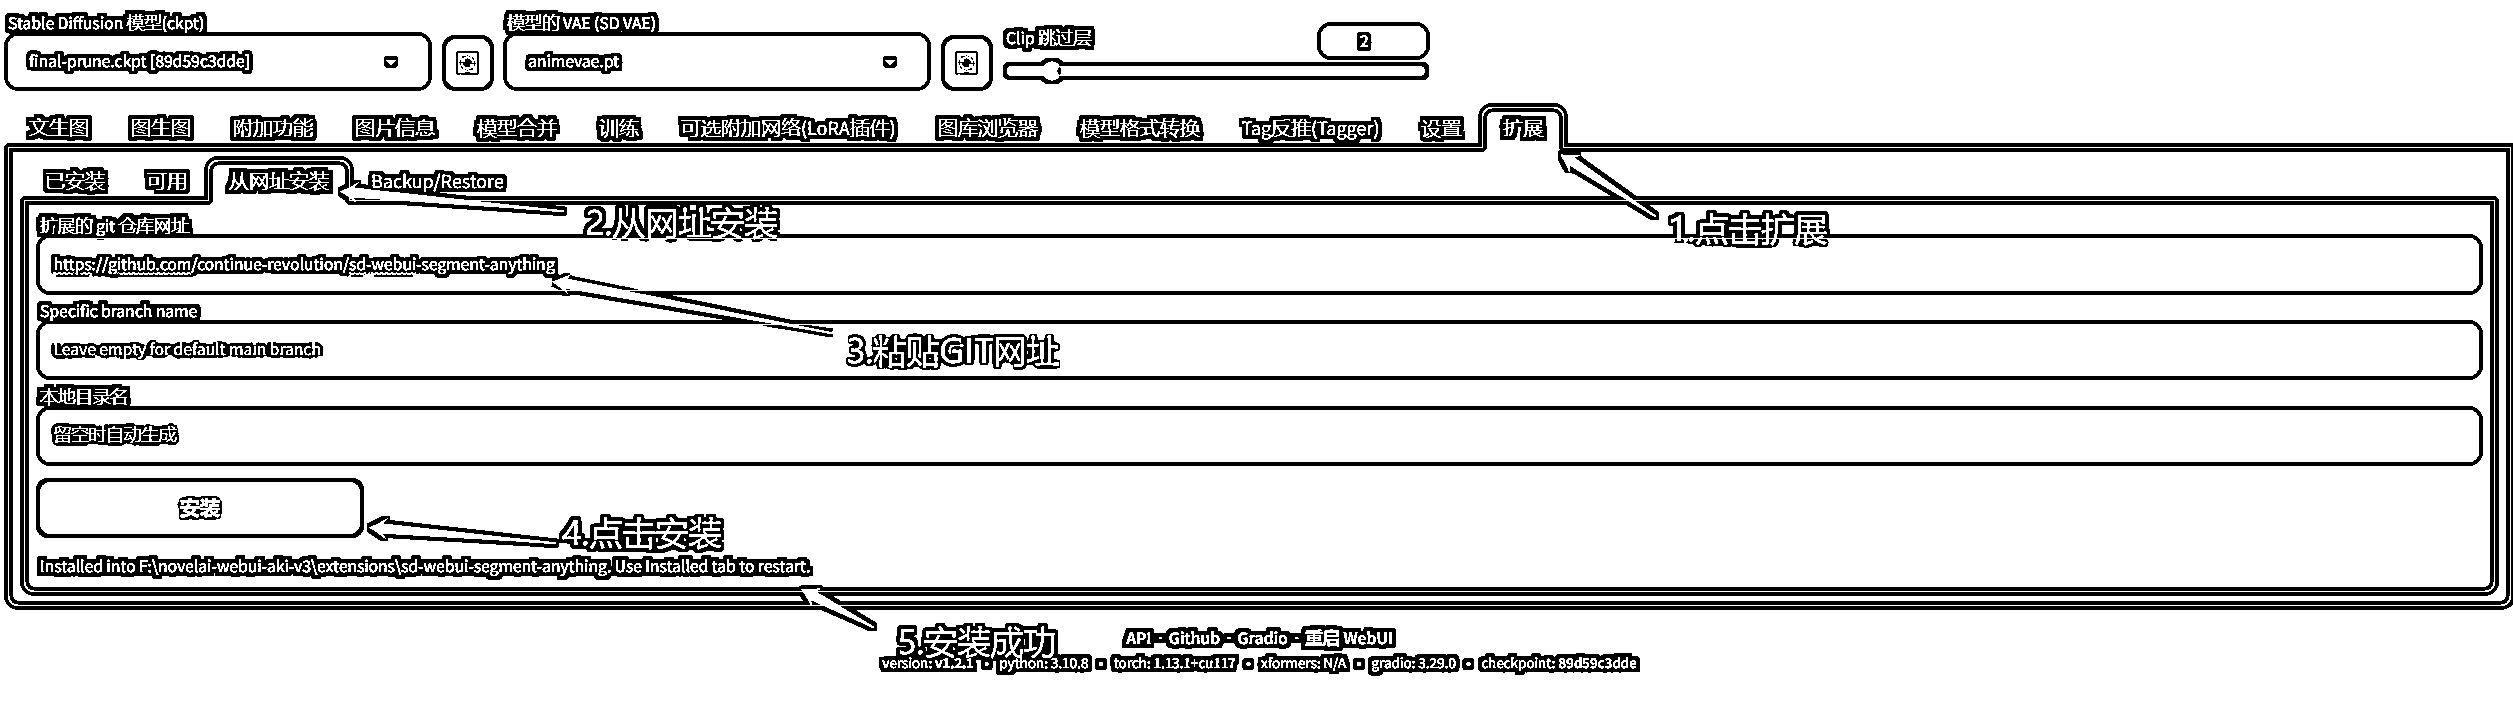 Stable Diffusion 模型(ckpt)
final-prune.ckpt [89d59c3dde]
模型的 VAE (SD VAE)
animevae.pt
Clip 跳过层
2
文生图 图生图 附加功能 图片信息 模型合并 训练 可选附加网络(LoRA插件) 图库浏览器 模型格式转换 Tag反推(Tagger) 设置 扩展
已安装 可用 从网址安装 Backup/Restore
1.点击扩展
2.从网址安装
扩展的 git 仓库网址
https://github.com/continue-revolution/sd-webui-segment-anything
Specific branch name
3.粘贴GIT网址
Leave empty for default main branch
本地目录名
留空时自动生成
安装
4.点击安装
Installed into F:\novelai-webui-aki-v3\extensions\sd-webui-segment-anything. Use Installed tab to restart.
5.安装成功
API · Github · Gradio · 重启 WebUI
version: v1.2.1 • python: 3.10.8 • torch: 1.13.1+cu117 • xformers: N/A • gradio: 3.29.0 • checkpoint: 89d59c3dde